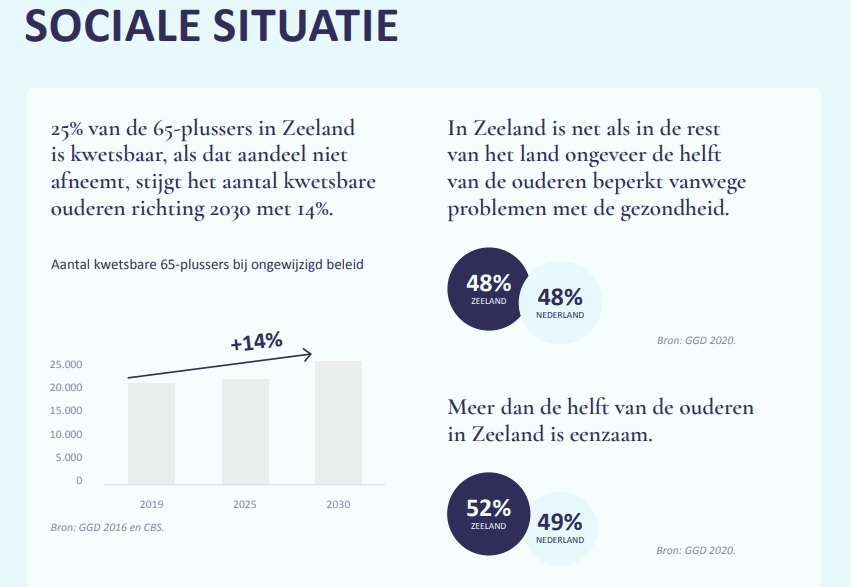 SOCIALE SITUATIE
25% van de 65-plussers in Zeeland
is kwetsbaar, als dat aandeel niet
afneemt, stijgt het aantal kwetsbare
ouderen richting 2030 met 14%.
Aantal kwetsbare 65-plussers bij ongewijzigd beleid
+14%
25.000
20.000
15.000
10.000
5.000
0
2019
2025
2030
Bron: GGD 2016 en CBS.
In Zeeland is net als in de rest
van het land ongeveer de helft
van de ouderen beperkt vanwege
problemen met de gezondheid.
48%
ZEELAND
48%
NEDERLAND
Bron: GGD 2020.
Meer dan de helft van de ouderen
in Zeeland is eenzaam.
52%
ZEELAND
49%
NEDERLAND
Bron: GGD 2020.